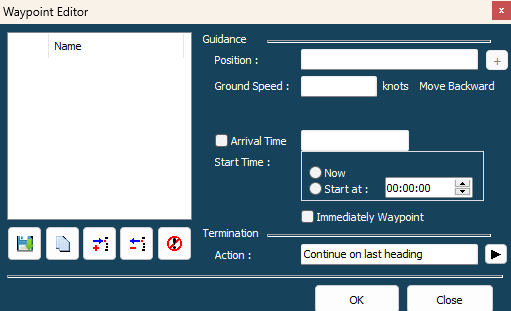 Waypoint Editor
x
Name
Guidance
Position :
+
Ground Speed :
knots
Move Backward
Arrival Time
Start Time :
Now
Start at :
00:00:00
Immediately Waypoint
Termination
Action :
Continue on last heading
OK
Close